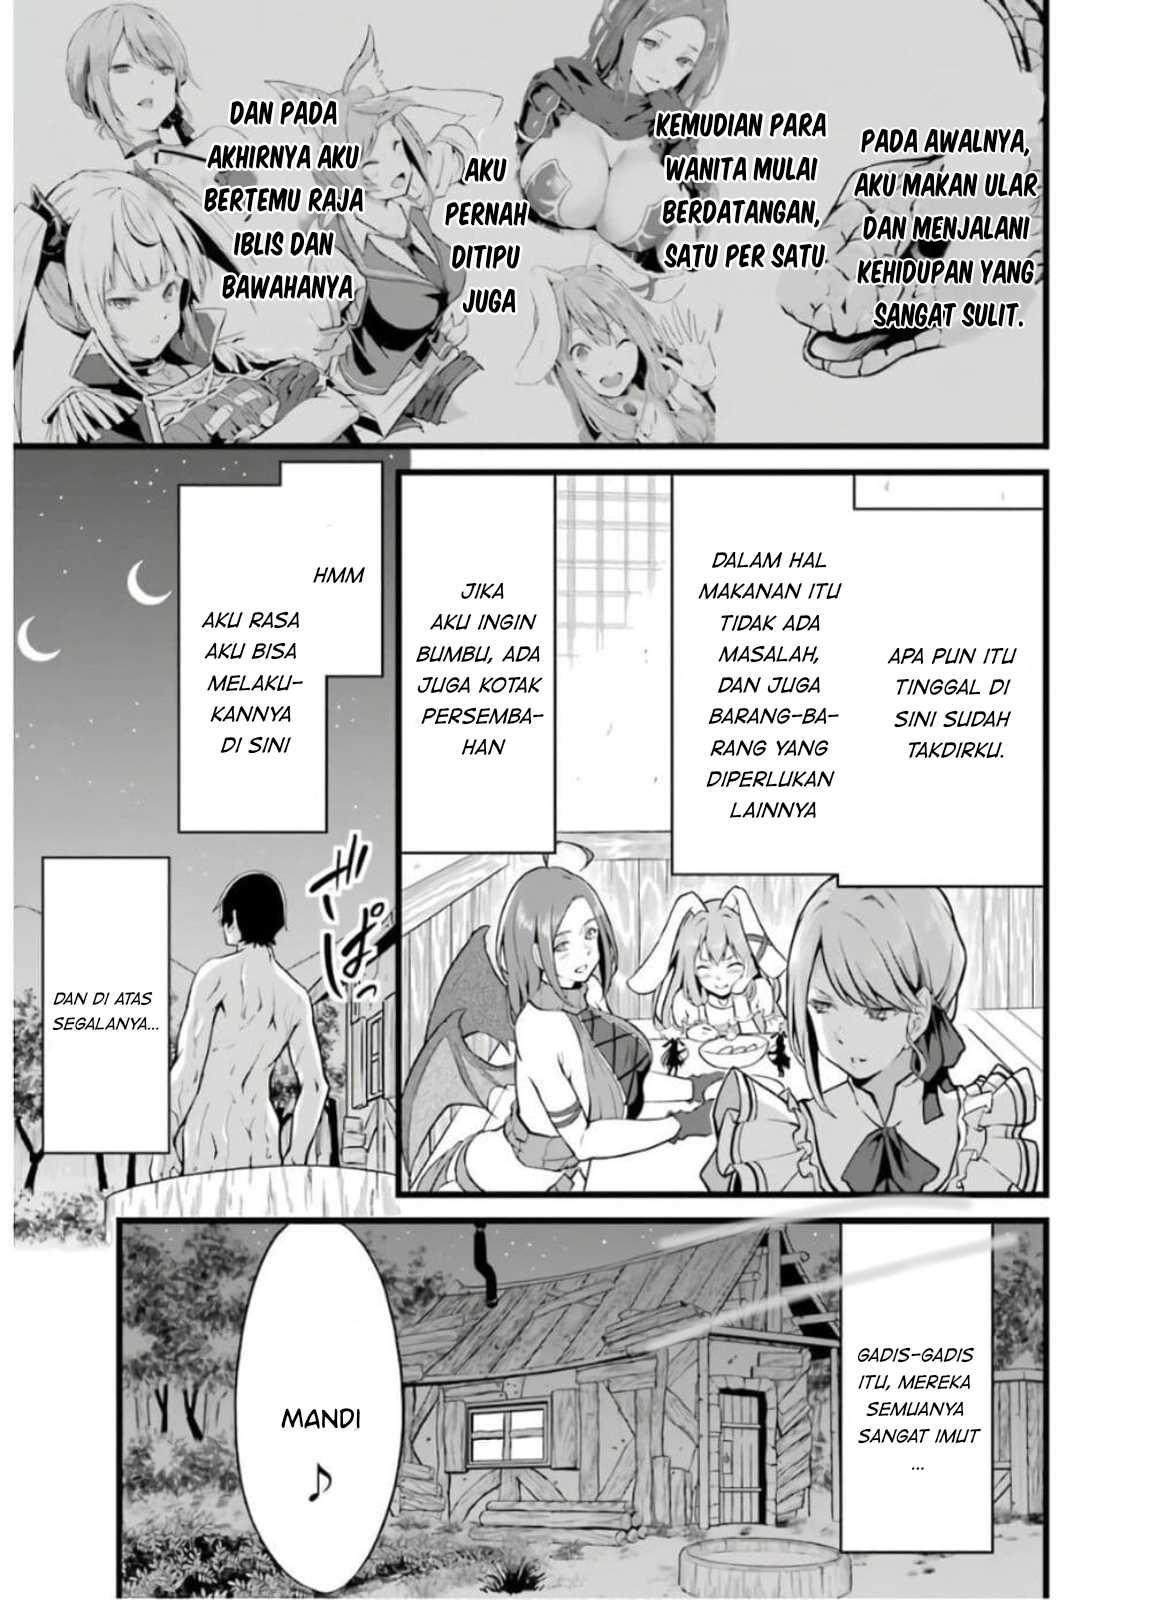 PADA AWALNYA,
AKU MAKAN ULAR
DAN MENJALANI
KEHIDUPAN YANG
SANGAT SULIT.
KEMUDIAN PARA
WANITA MULAI
BERDATANGAN,
SATU PER SATU
AKU
PERNAH
DITIPU
JUGA
DAN PADA
AKHIRNYA AKU
BERTEMU RAJA
IBLIS DAN
BAWAHANYA
APA PUN ITU
TINGGAL DI
SINI SUDAH
TAKDIRKU.
DALAM HAL
MAKANAN ITU
TIDAK ADA
MASALAH,
DAN JUGA
BARANG-BA-
RANG YANG
DIPERLUKAN
LAINNYA
JIKA
AKU INGIN
BUMBU, ADA
JUGA KOTAK
PERSEMBA-
HAN
HMM
AKU RASA
AKU BISA
MELAKU-
KANNYA
DI SINI
ざっぱーっ
DAN DI ATAS
SEGALANYA...
GADIS-GADIS
ITU, MEREKA
SEMUANYA
SANGAT IMUT
...
MANDI
♪